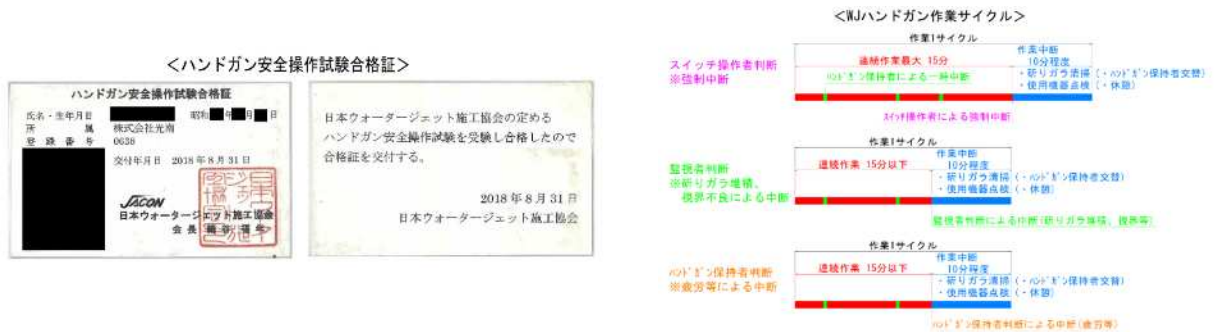 <ハンドガン安全操作試験合格証>
ハンドガン安全操作試験合格証
氏名・生年月日 昭和 年 月 日
所属 株式会社光南
登録番号 0638
交付年月日 2018年8月31日
JACON
日本ウォータージェット施工協会
会長
日本ウォータージェット施工協会の定める
ハンドガン安全操作試験を受験し合格したので
合格証を交付する。
2018年8月31日
日本ウォータージェット施工協会
<WJハンドガン作業サイクル>
スイッチ操作者判断
※強制中断
作業1サイクル
連続作業最大 15分
ハンドガン保持者による一時中断
作業中断
10分程度
・斫りガラ清掃(・ハンドガン保持者交替)
・使用機器点検(・休憩)
スイッチ操作者による強制中断
監視者判断
※斫りガラ堆積、
視界不良による中断
作業1サイクル
連続作業 15分以下
作業中断
10分程度
・斫りガラ清掃(・ハンドガン保持者交替)
・使用機器点検(・休憩)
監視者判断による中断(斫りガラ堆積、視界等)
ハンドガン保持者判断
※疲労等による中断
作業1サイクル
連続作業 15分以下
作業中断
10分程度
・斫りガラ清掃(・ハンドガン保持者交替)
・使用機器点検(・休憩)
ハンドガン保持者判断による中断(疲労等)